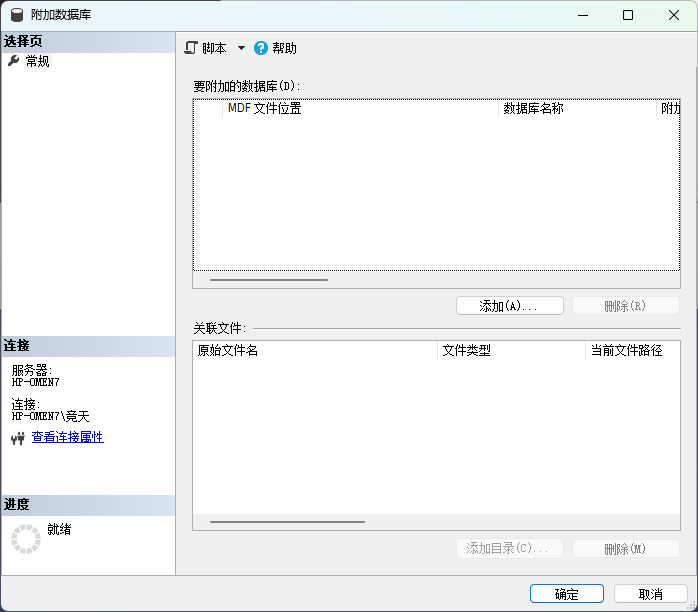 附加数据库
选择页
常规
脚本 帮助
要附加的数据库(D):
MDF 文件位置 数据库名称 附加
添加(A)... 删除(R)
关联文件:
原始文件名 文件类型 当前文件路径
添加目录(C)... 删除(M)
连接
服务器:
HP-OMEN7
连接:
HP-OMEN7\竞天
查看连接属性
进度
就绪
确定 取消